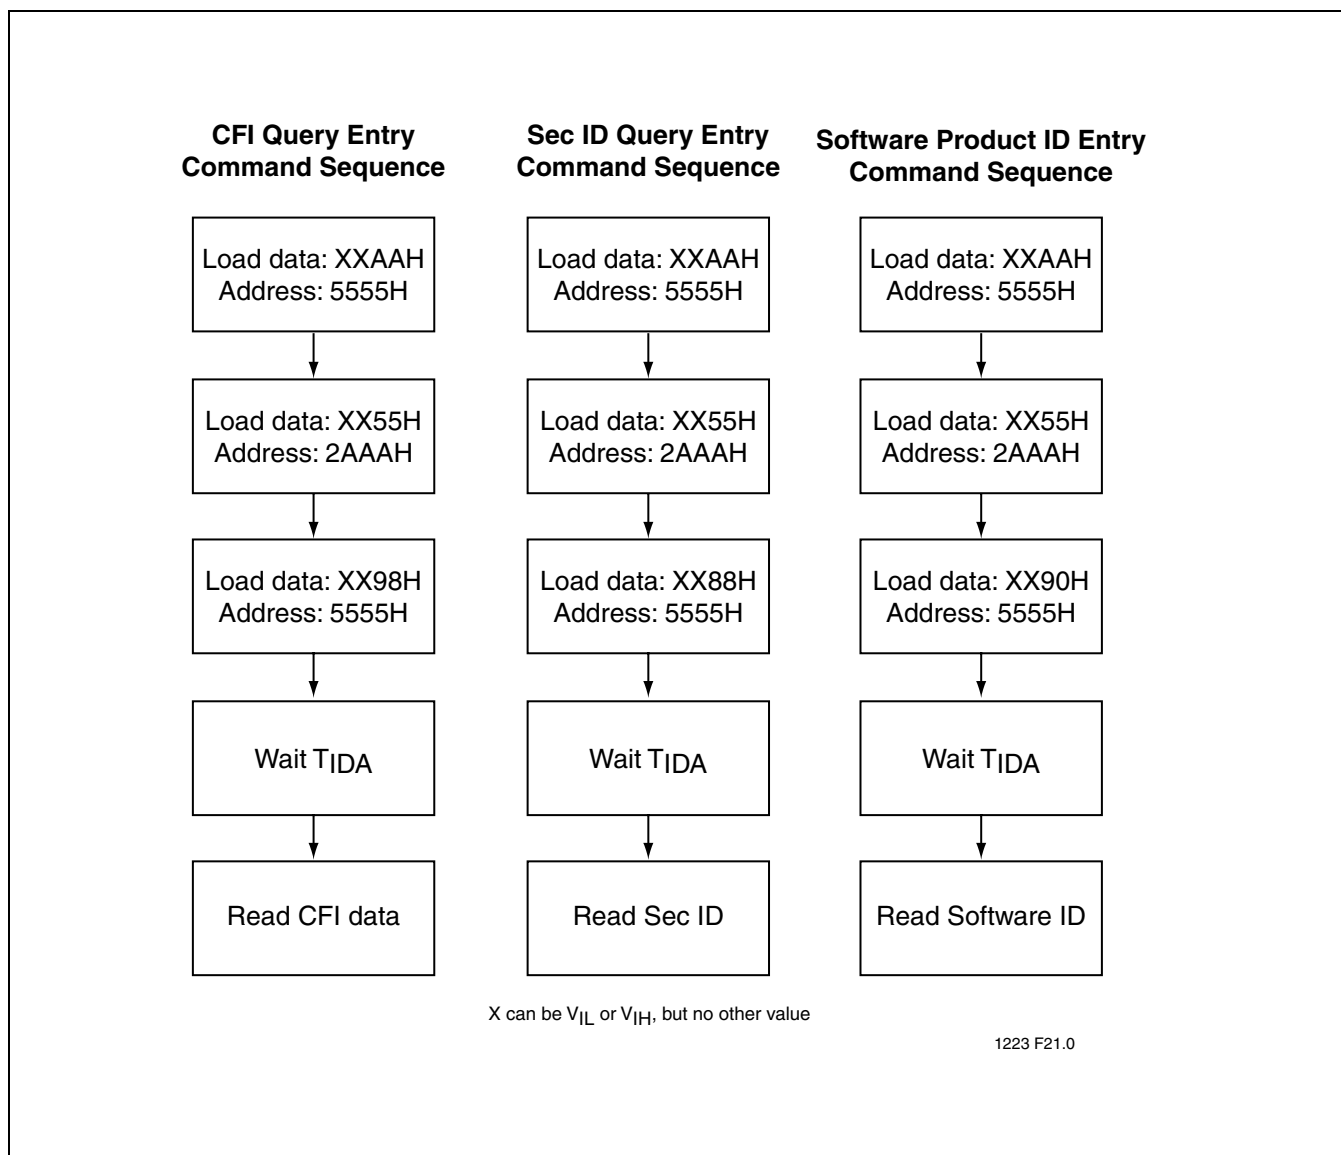 CFI Query Entry
Command Sequence
Load data: XXAAH
Address: 5555H
Load data: XX55H
Address: 2AAAH
Load data: XX98H
Address: 5555H
Wait TIDA
Read CFI data
Sec ID Query Entry
Command Sequence
Load data: XXAAH
Address: 5555H
Load data: XX55H
Address: 2AAAH
Load data: XX88H
Address: 5555H
Wait TIDA
Read Sec ID
Software Product ID Entry
Command Sequence
Load data: XXAAH
Address: 5555H
Load data: XX55H
Address: 2AAAH
Load data: XX90H
Address: 5555H
Wait TIDA
Read Software ID
X can be VIL or VIH, but no other value
1223 F21.0